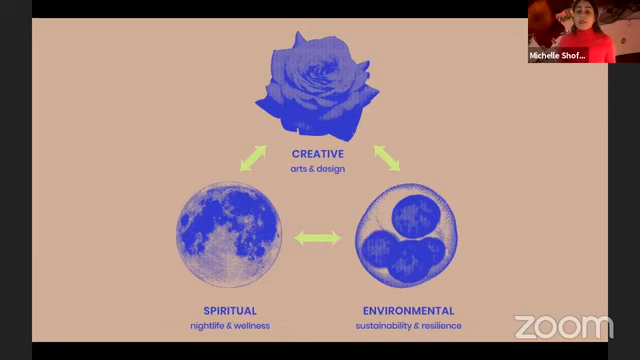 Michelle Shof...
CREATIVE
arts & design
SPIRITUAL
nightlife & wellness
ENVIRONMENTAL
sustainability & resilience
zoom